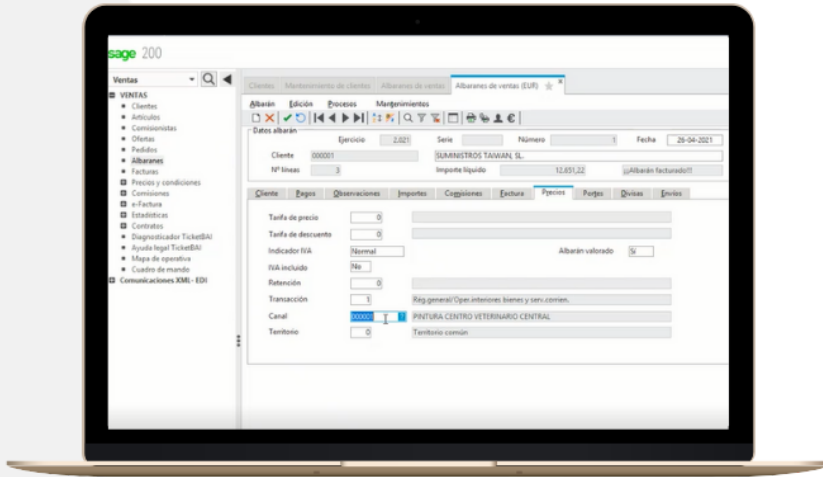 sage 200
Ventas
VENTAS
Clientes
Artículos
Comisionistas
Ofertas
Pedidos
Albaranes
Facturas
Precios y condiciones
Comisiones
e-Factura
Estadísticas
Contratos
Diagnosticador TicketBAI
Ayuda legal TicketBAI
Mapa de operativa
Cuadro de mando
Comunicaciones XML - EDI
Clientes Mantenimiento de clientes Albaranes de ventas Albaranes de ventas (EUR)
Albarán Edición Procesos Mantenimientos
Datos albarán
Ejercicio 2.021 Serie Número 1 Fecha 26-04-2021
Cliente 000001 SUMINISTROS TAIWAN, SL.
Nº líneas 3 Importe líquido 12.651,22 ¡¡Albarán facturado!!!
Cliente Pagos Observaciones Importes Comisiones Factura Precios Portes Divisas Envíos
Tarifa de precio 0
Tarifa de descuento 0
Indicador IVA Normal Albarán valorado Sí
IVA incluido No
Retención 0
Transacción 1 Rég.general/Oper.interiores bienes y serv.corrien.
Canal 000001 ? PINTURA CENTRO VETERINARIO CENTRAL
Territorio 0 Territorio común